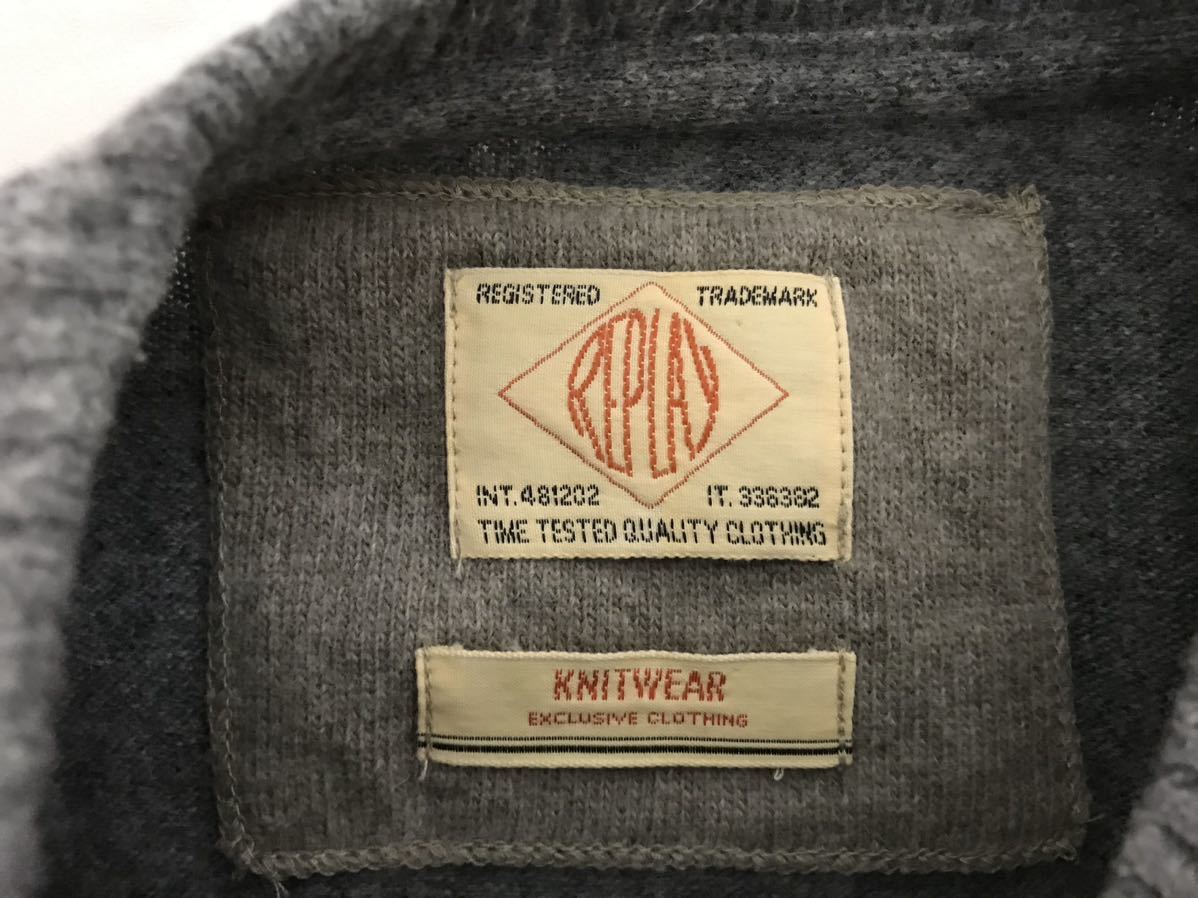 REGISTERED TRADEMARK
REPLAY
INT. 481202 IT. 336382
TIME TESTED QUALITY CLOTHING
KNITWEAR
EXCLUSIVE CLOTHING